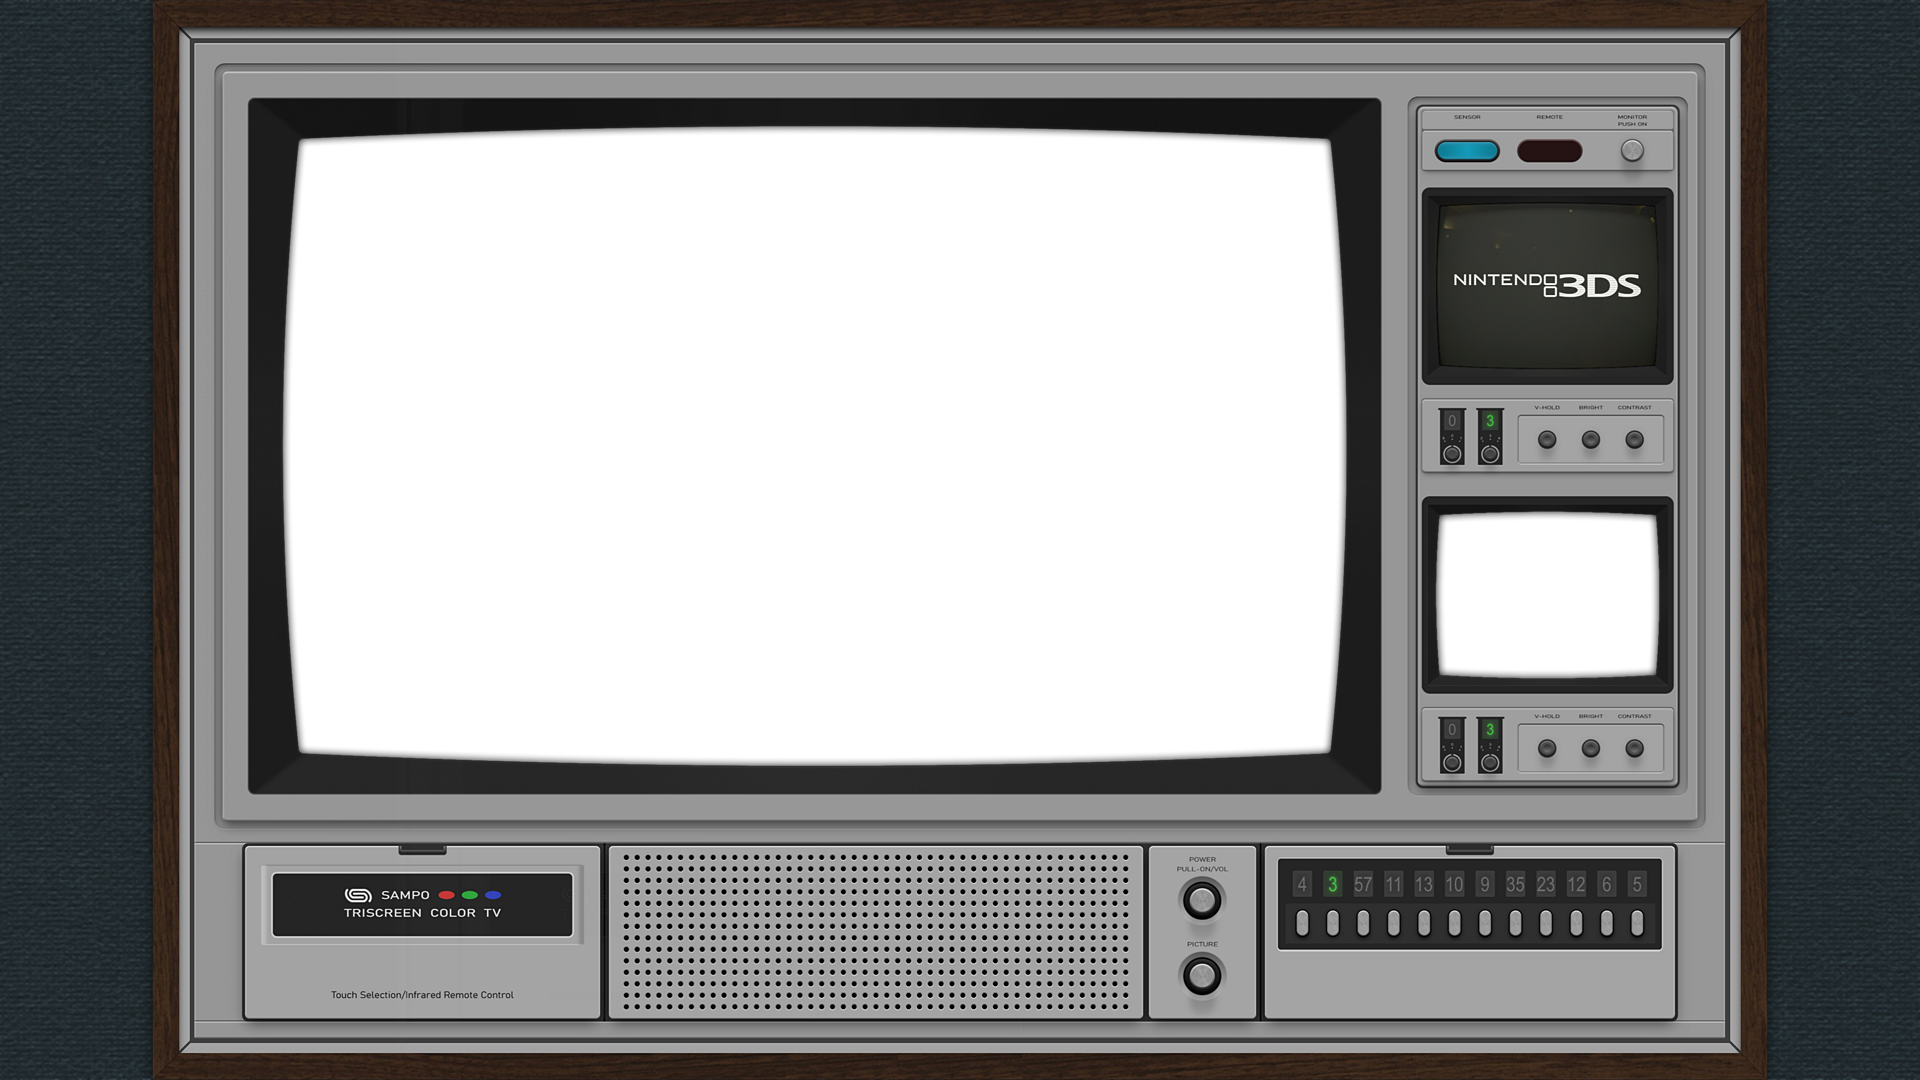 SENSOR REMOTE MONITOR
PUSH ON
NINTENDO 3DS
V-HOLD BRIGHT CONTRAST
0 3
V-HOLD BRIGHT CONTRAST
0 3
SAMPO
TRISCREEN COLOR TV
Touch Selection/Infrared Remote Control
POWER
PULL-ON/VOL
PICTURE
4 3 57 11 13 10 9 35 23 12 6 5